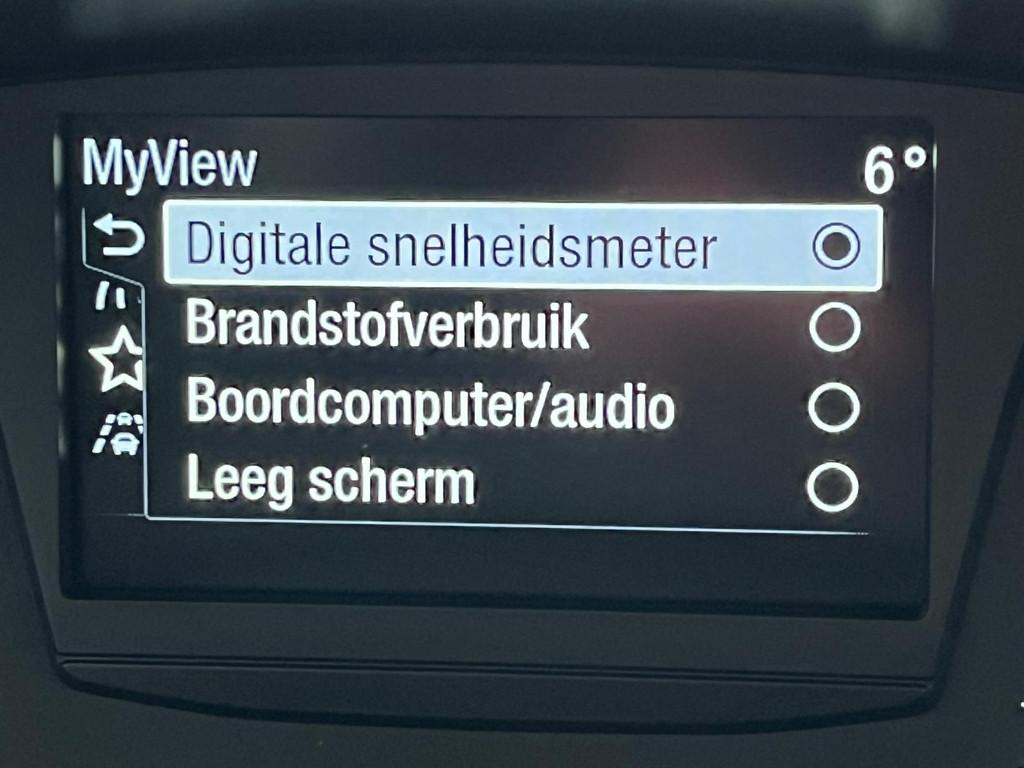 MyView
6°
Digitale snelheidsmeter
Brandstofverbruik
Boordcomputer/audio
Leeg scherm